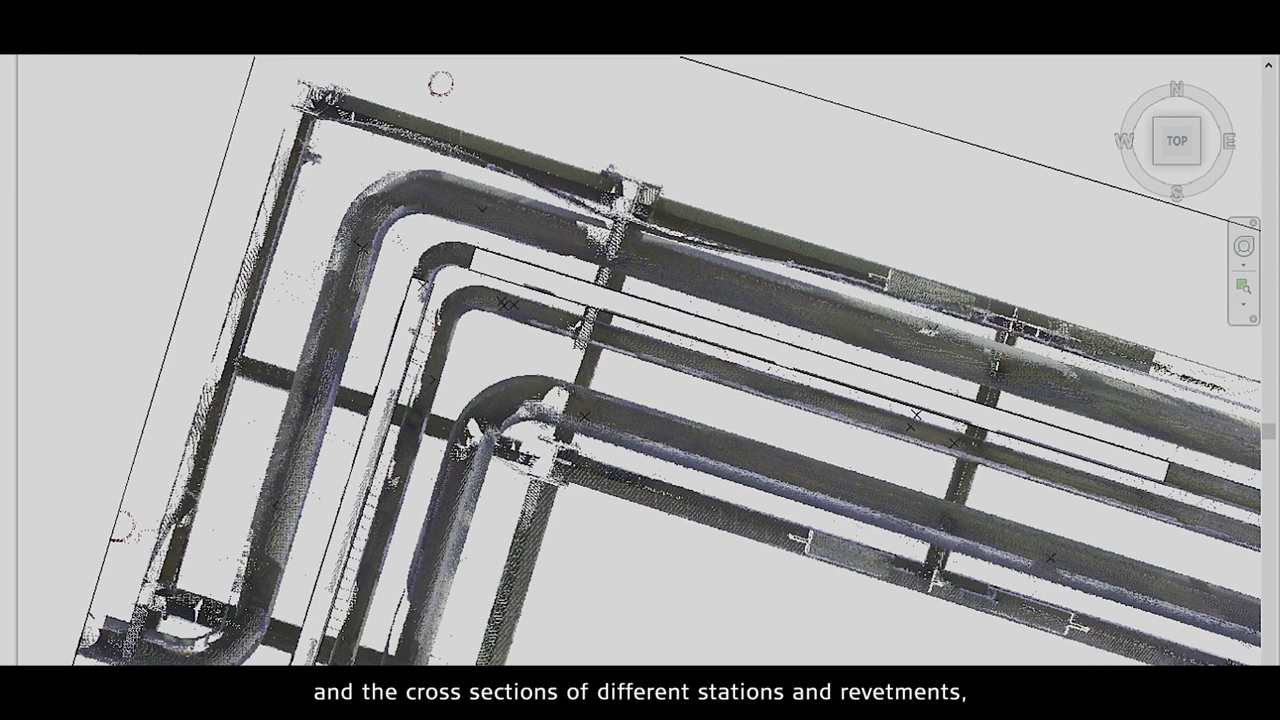 N
W
TOP
E
S
and the cross sections of different stations and revetments,